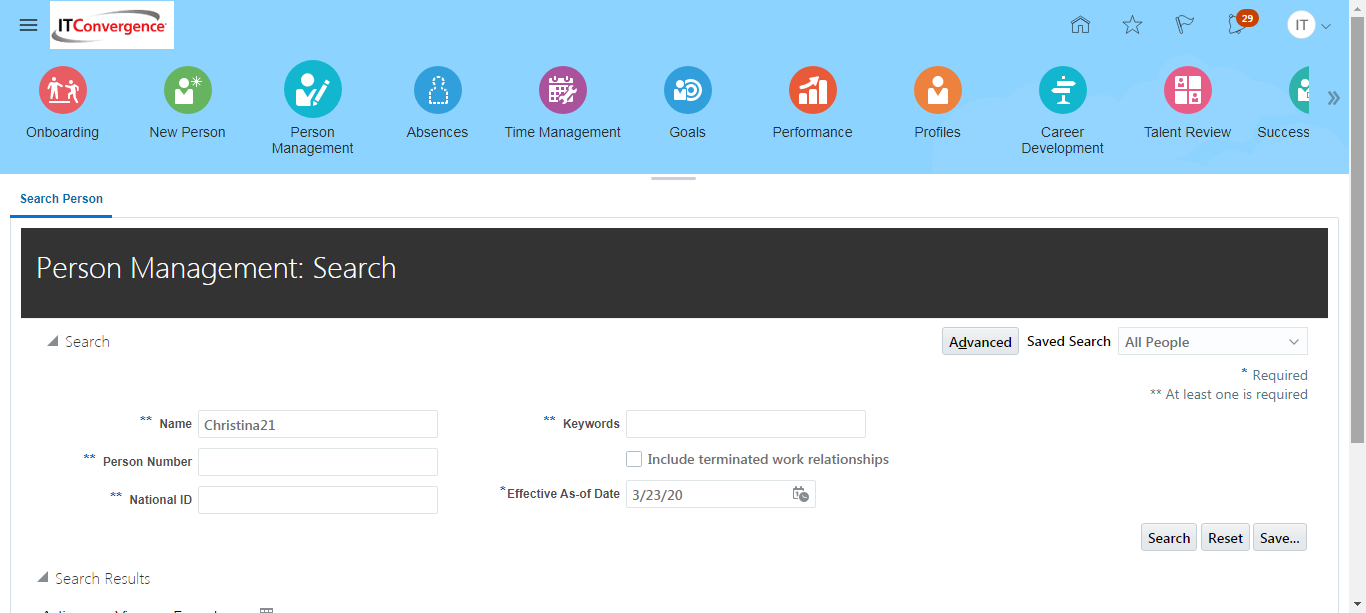 ITConvergence
29
IT
Onboarding
New Person
Person
Management
Absences
Time Management
Goals
Performance
Profiles
Career
Development
Talent Review
Success
Search Person
Person Management: Search
Search
Advanced
Saved Search
All People
* Required
** At least one is required
** Name
Christina21
** Keywords
** Person Number
Include terminated work relationships
** National ID
*Effective As-of Date
3/23/20
Search
Reset
Save...
Search Results